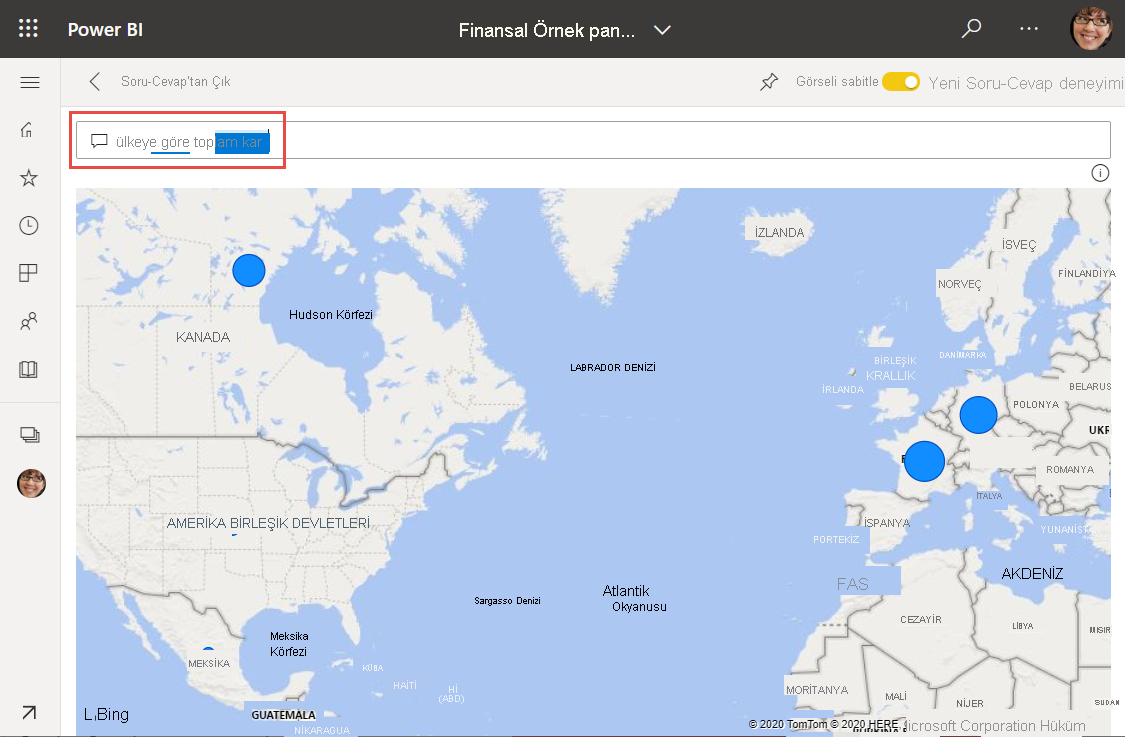 Power BI
Finansal Örnek pan...
Soru-Cevap'tan Çık
Görseli sabitle
Yeni Soru-Cevap deneyimi
ülkeye göre toplam kar
İZLANDA
İSVEÇ
FİNLANDİYA
NORVEÇ
Hudson Körfezi
KANADA
LABRADOR DENİZİ
DANİMARKA
BİRLEŞİK
KRALLIK
İRLANDA
BELARUS
POLONYA
UKR
ROMANYA
İTALYA
AMERİKA BİRLEŞİK DEVLETLERİ
İSPANYA
PORTEKİZ
YUNANİST
AKDENİZ
FAS
Atlantik
Okyanusu
Sargasso Denizi
CEZAYİR
LİBYA
MISIR
Meksika
Körfezi
MEKSİKA
KÜBA
HAİTİ
Hİ
(ABD)
MORİTANYA
MALİ
NİJER
SUDAN
Bing
GUATEMALA
NİKARAGUA
© 2020 TomTom © 2020 HERE, icrosoft Corporation Hüküm